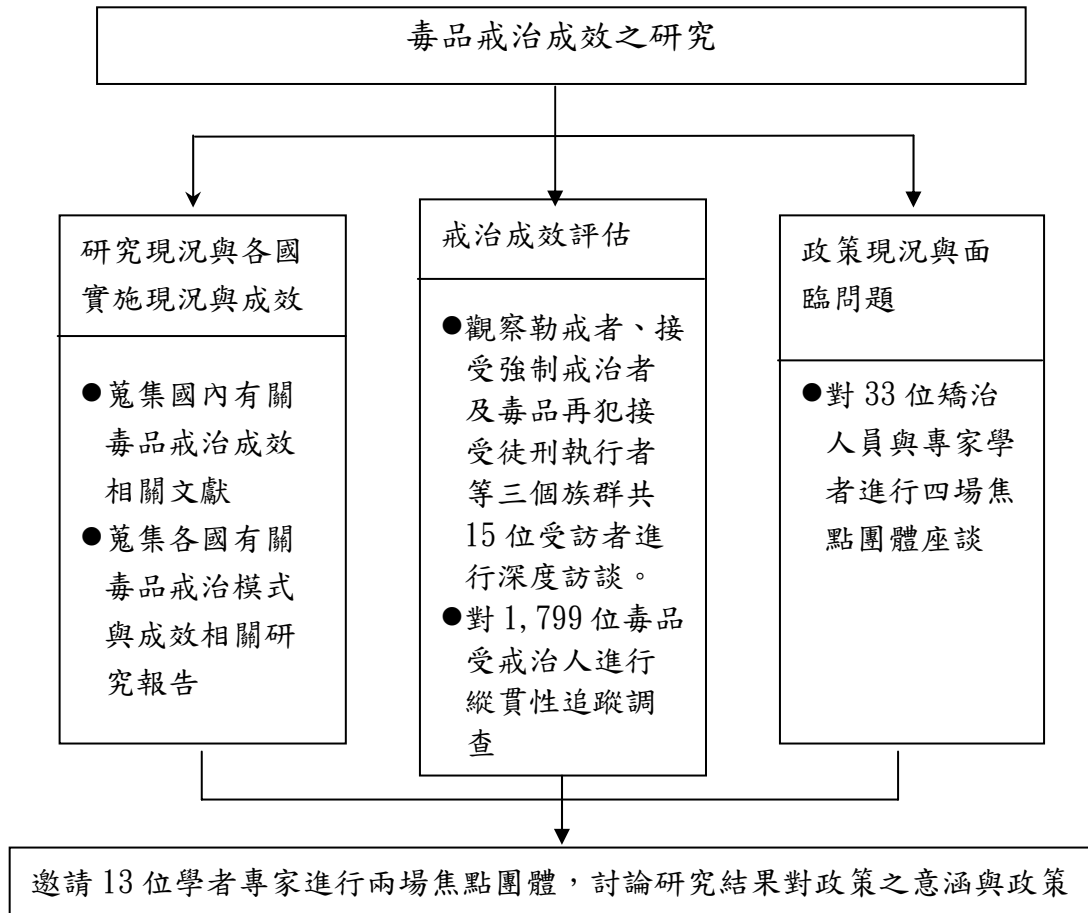 毒品戒治成效之研究
研究現況與各國
實施現況與成效
●蒐集國內有關
毒品戒治成效
相關文獻
●蒐集各國有關
毒品戒治模式
與成效相關研
究報告
戒治成效評估
●觀察勒戒者、接
受強制戒治者
及毒品再犯接
受徒刑執行者
等三個族群共
15 位受訪者進
行深度訪談。
●對 1,799 位毒品
受戒治人進行
縱貫性追蹤調
查
政策現況與面
臨問題
●對 33 位矯治
人員與專家學
者進行四場焦
點團體座談
邀請 13 位學者專家進行兩場焦點團體，討論研究結果對政策之意涵與政策